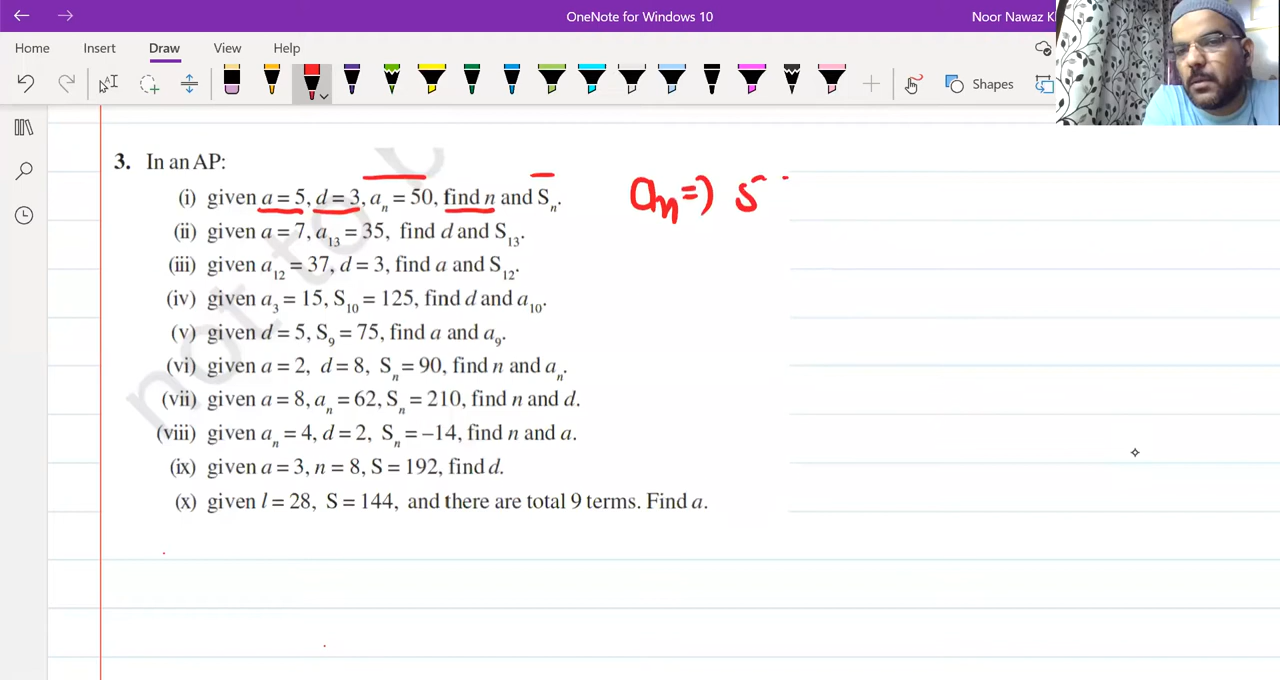 OneNote for Windows 10
Noor Nawaz K
Home Insert Draw View Help
Shapes
3. In an AP:
(i) given a = 5, d = 3, aₙ = 50, find n and Sₙ.
aₙ ⇒ 5
(ii) given a = 7, a₁₃ = 35, find d and S₁₃.
(iii) given a₁₂ = 37, d = 3, find a and S₁₂.
(iv) given a₃ = 15, S₁₀ = 125, find d and a₁₀.
(v) given d = 5, S₉ = 75, find a and a₉.
(vi) given a = 2, d = 8, Sₙ = 90, find n and aₙ.
(vii) given a = 8, aₙ = 62, Sₙ = 210, find n and d.
(viii) given aₙ = 4, d = 2, Sₙ = –14, find n and a.
(ix) given a = 3, n = 8, S = 192, find d.
(x) given l = 28, S = 144, and there are total 9 terms. Find a.
not to